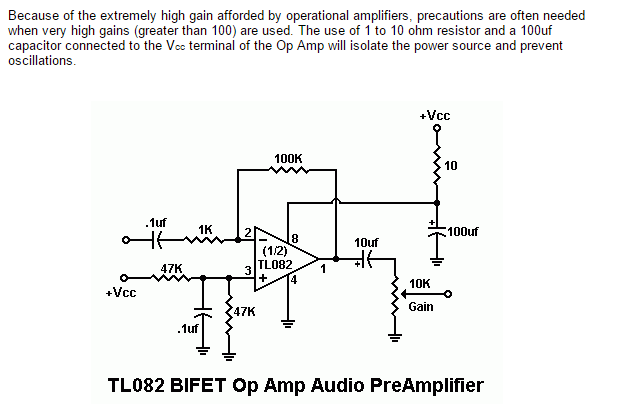 Because of the extremely high gain afforded by operational amplifiers, precautions are often needed
when very high gains (greater than 100) are used. The use of 1 to 10 ohm resistor and a 100uf
capacitor connected to the Vcc terminal of the Op Amp will isolate the power source and prevent
oscillations.
+Vcc
10
100K
+
100uf
.1uf
1K
2
−
8
(1/2)
TL082
10uf
+
1
47K
3
+
4
+Vcc
10K
Gain
47K
.1uf
TL082 BIFET Op Amp Audio PreAmplifier